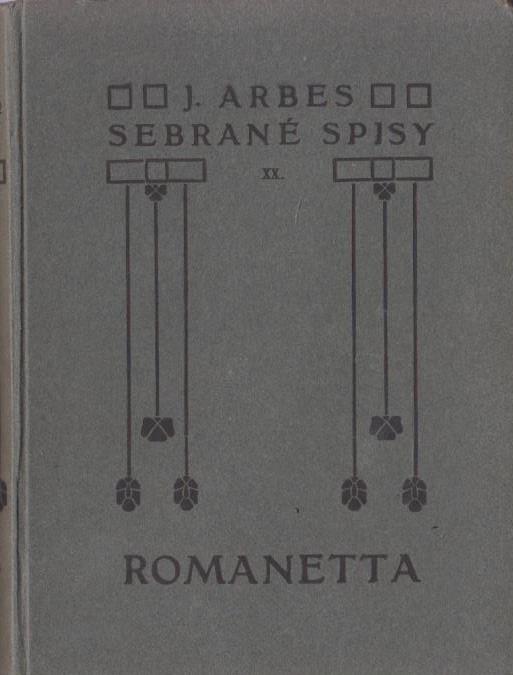 J. ARBES
SEBRANÉ SPISY
XX.
ROMANETTA